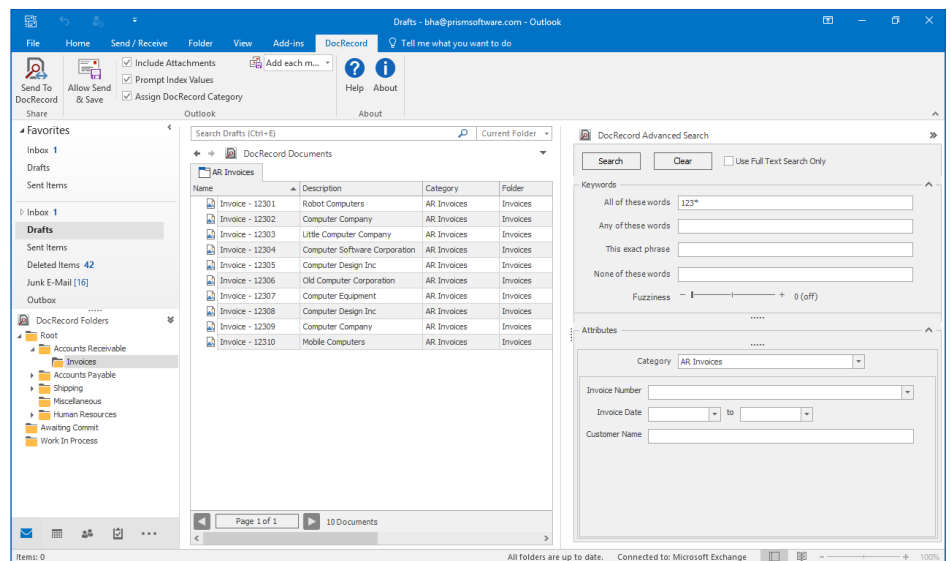 Drafts - bha@prismsoftware.com - Outlook
File Home Send / Receive Folder View Add-ins DocRecord Tell me what you want to do
Send To DocRecord
Allow Send & Save
Include Attachments
Prompt Index Values
Assign DocRecord Category
Add each m...
Help About
Share Outlook About
Favorites
Inbox 1
Drafts
Sent Items
Inbox 1
Drafts
Sent Items
Deleted Items 42
Junk E-Mail [16]
Outbox
DocRecord Folders
Root
Accounts Receivable
Invoices
Accounts Payable
Shipping
Miscellaneous
Human Resources
Awaiting Commit
Work In Process
Search Drafts (Ctrl+E) Current Folder
DocRecord Documents
AR Invoices
Name Description Category Folder
Invoice - 12301 Robot Computers AR Invoices Invoices
Invoice - 12302 Computer Company AR Invoices Invoices
Invoice - 12303 Little Computer Company AR Invoices Invoices
Invoice - 12304 Computer Software Corporation AR Invoices Invoices
Invoice - 12305 Computer Design Inc AR Invoices Invoices
Invoice - 12306 Old Computer Corporation AR Invoices Invoices
Invoice - 12307 Computer Equipment AR Invoices Invoices
Invoice - 12308 Computer Design Inc AR Invoices Invoices
Invoice - 12309 Computer Company AR Invoices Invoices
Invoice - 12310 Mobile Computers AR Invoices Invoices
Page 1 of 1 10 Documents
DocRecord Advanced Search
Search Clear Use Full Text Search Only
Keywords
All of these words 123*
Any of these words
This exact phrase
None of these words
Fuzziness - + 0 (off)
Attributes
Category AR Invoices
Invoice Number
Invoice Date to
Customer Name
Items: 0 All folders are up to date. Connected to: Microsoft Exchange - + 100%